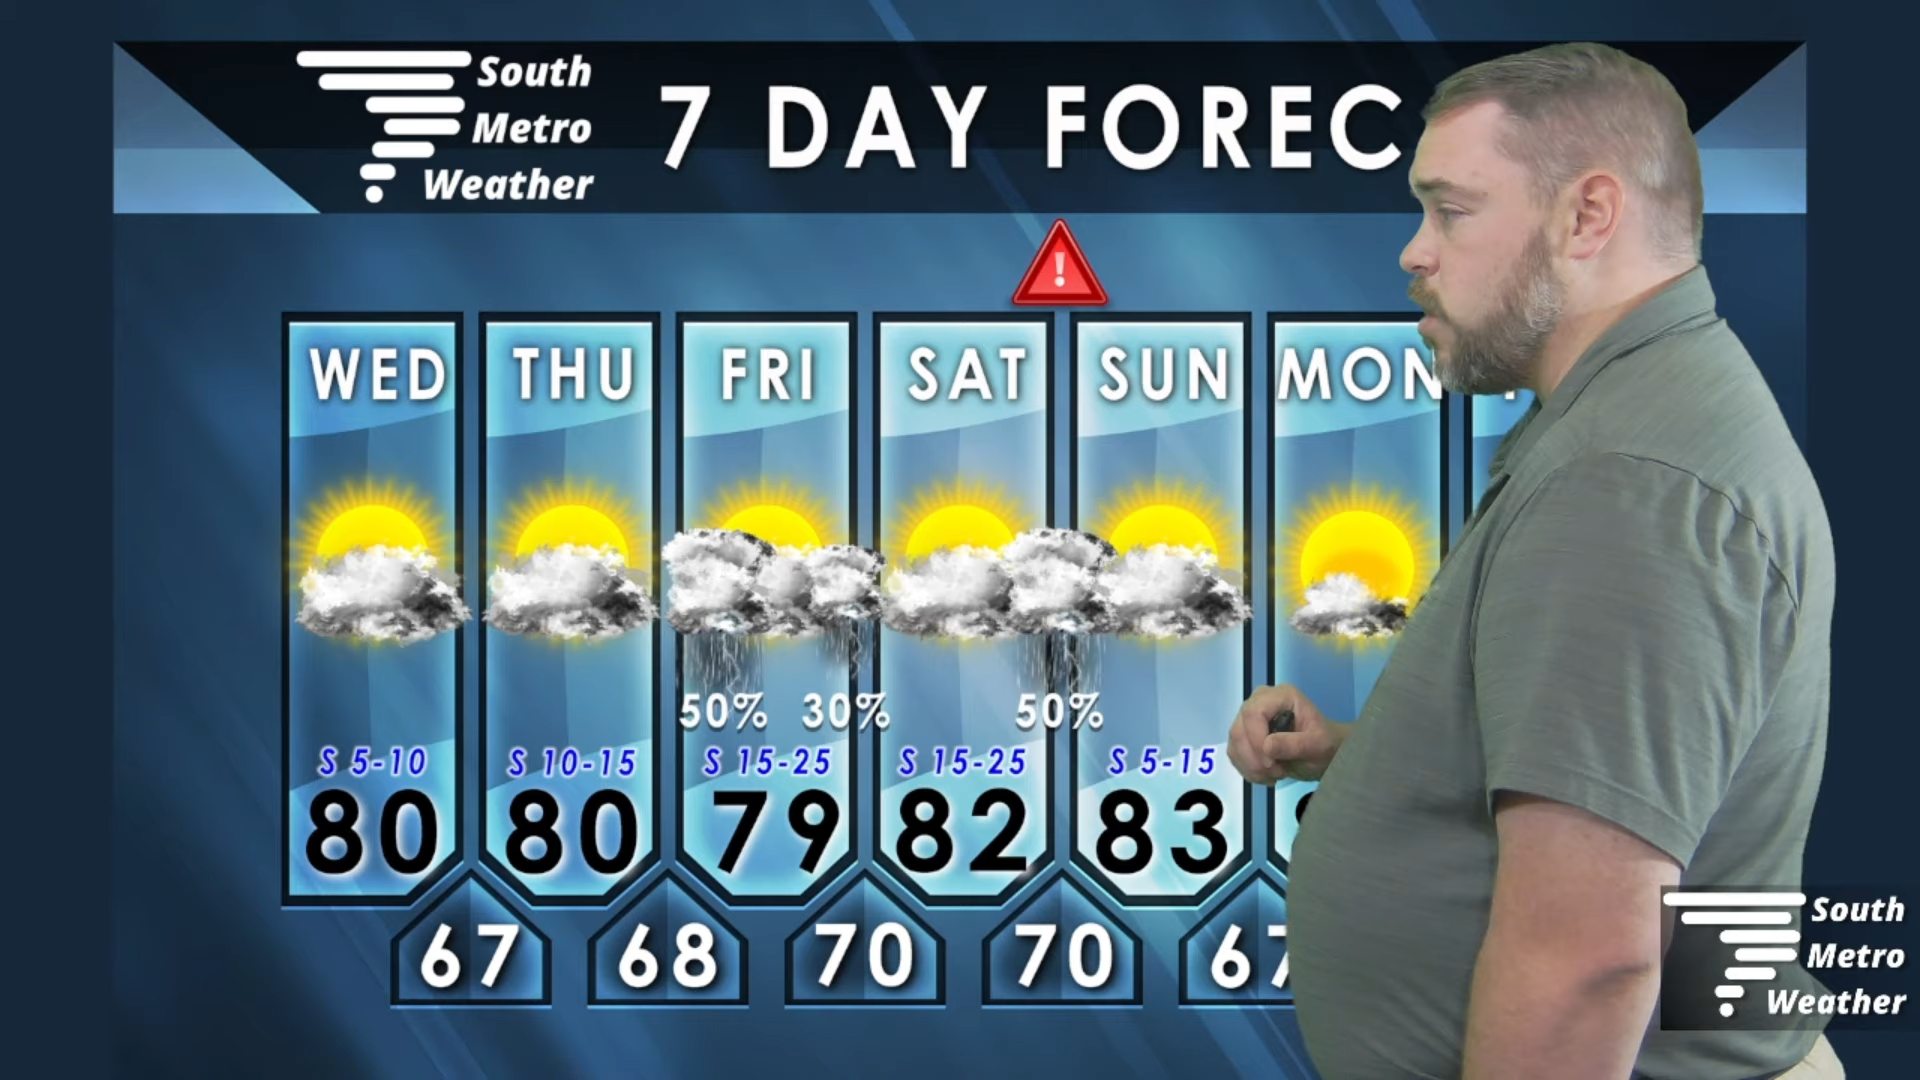 South
Metro
Weather
7 DAY FOREC
!
WED THU FRI SAT SUN MON
50% 30% 50%
S 5-10 S 10-15 S 15-25 S 15-25 S 5-15
80 80 79 82 83
67 68 70 70 67
South
Metro
Weather